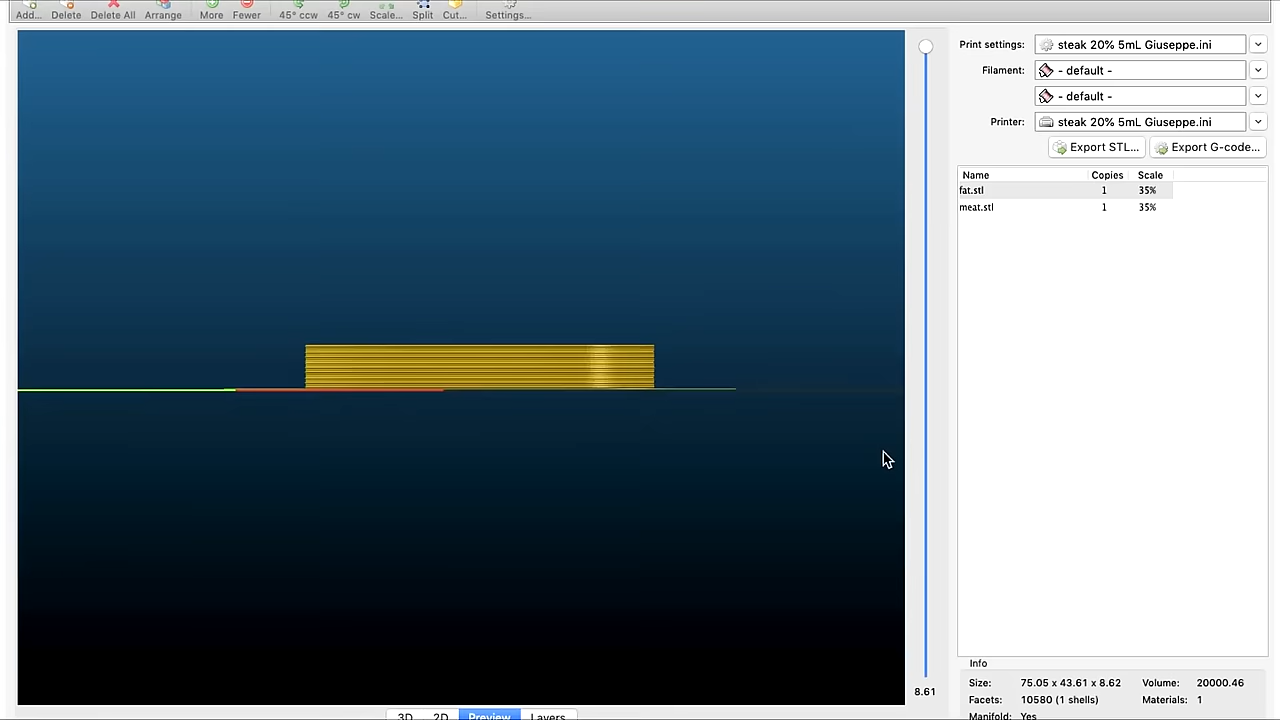 Add... Delete Delete All Arrange More Fewer 45° ccw 45° cw Scale... Split Cut... Settings...
Print settings: steak 20% 5mL Giuseppe.ini
Filament: - default -
- default -
Printer: steak 20% 5mL Giuseppe.ini
Export STL... Export G-code...
Name Copies Scale
fat.stl 1 35%
meat.stl 1 35%
Info
Size: 75.05 x 43.61 x 8.62 Volume: 20000.46
8.61
Facets: 10580 (1 shells) Materials: 1
Manifold: Yes
3D 2D Preview Layers